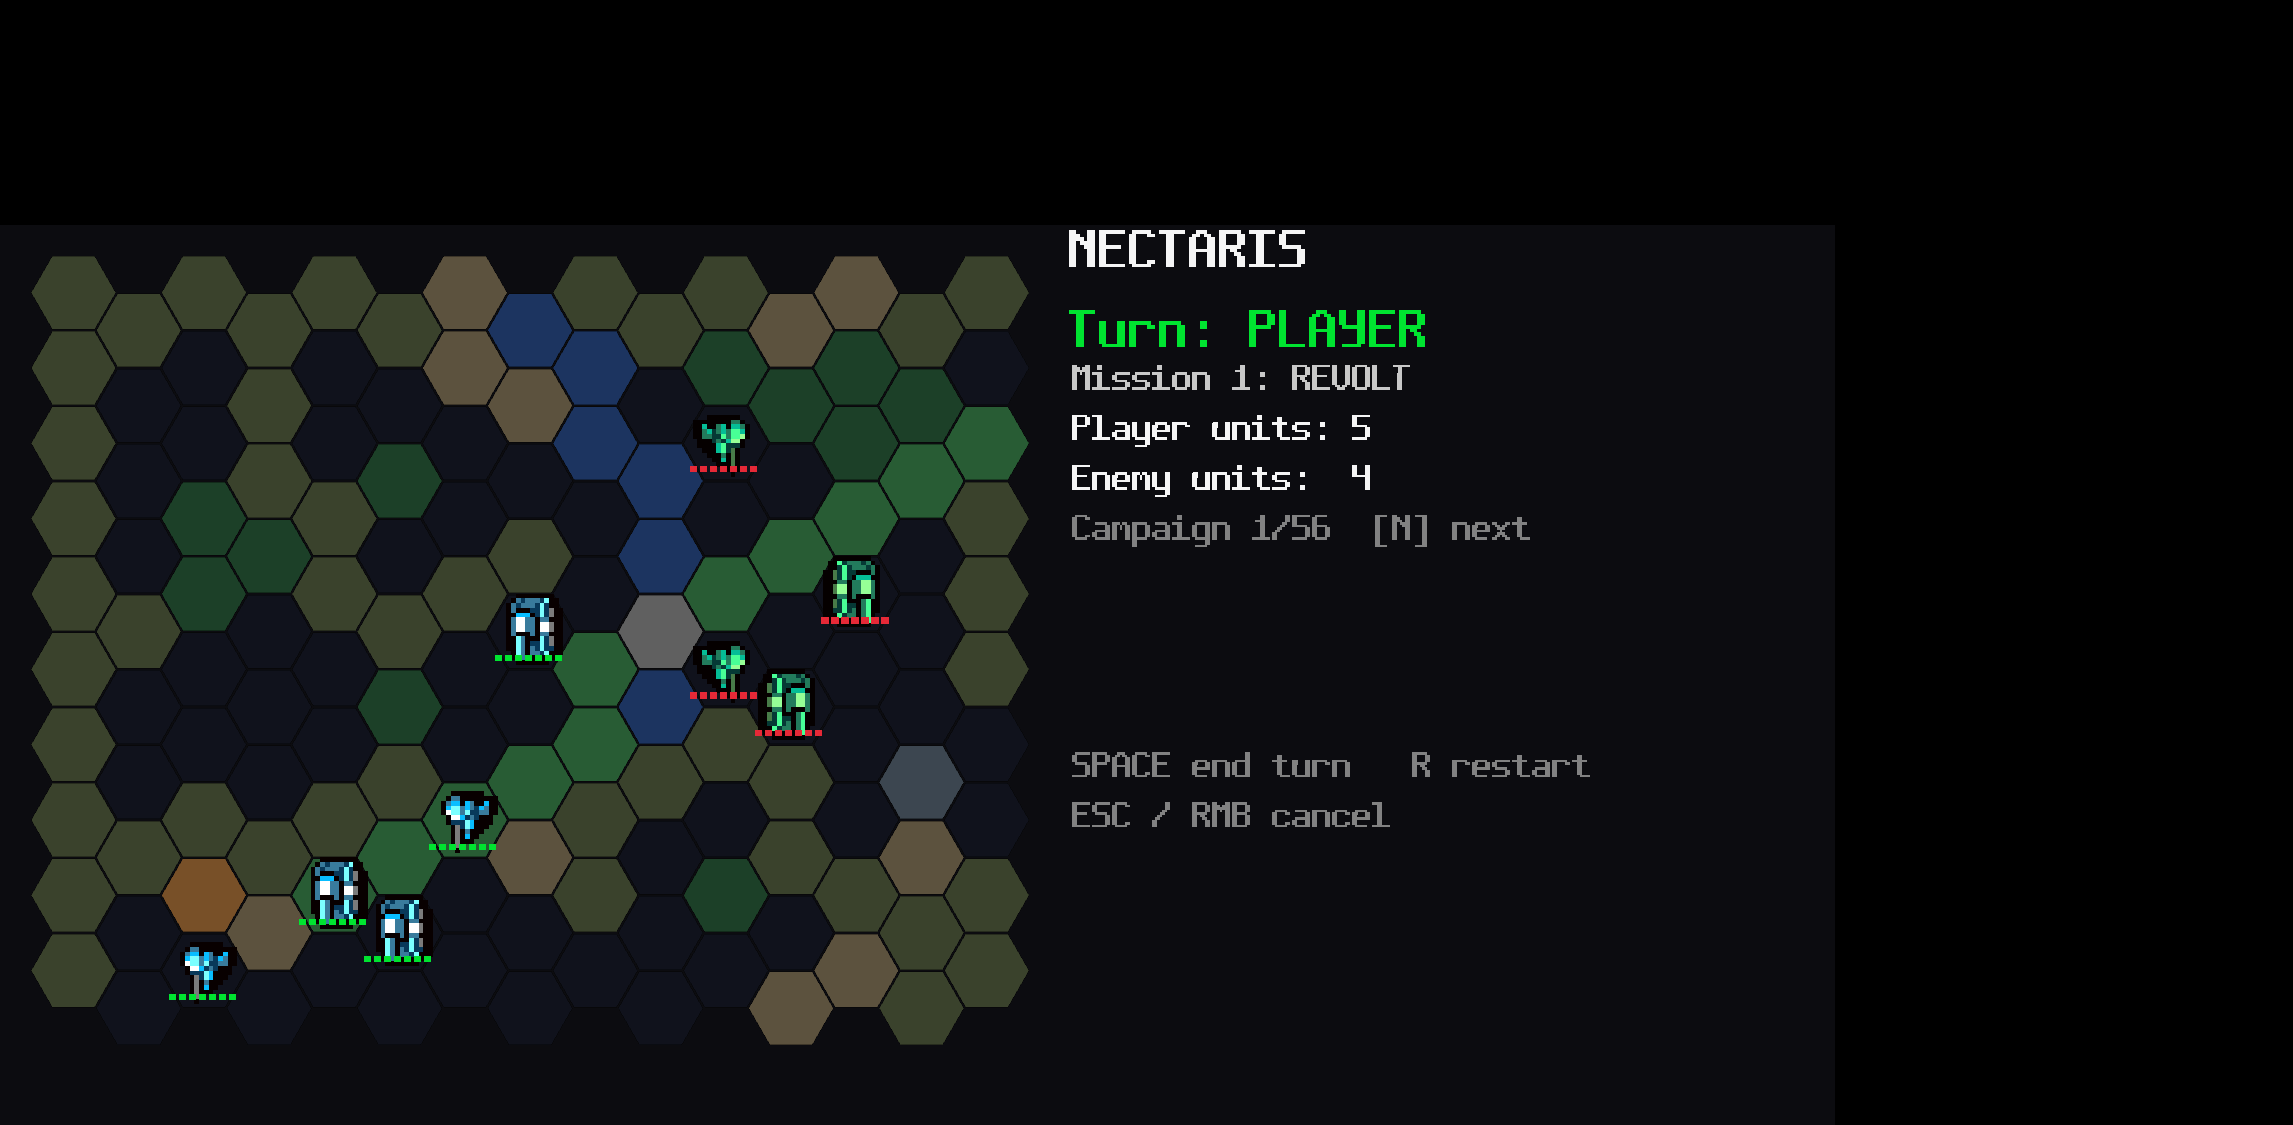 NECTARIS
Turn: PLAYER
Mission 1: REVOLT
Player units: 5
Enemy units: 4
Campaign 1/56 [N] next
SPACE end turn R restart
ESC / RMB cancel